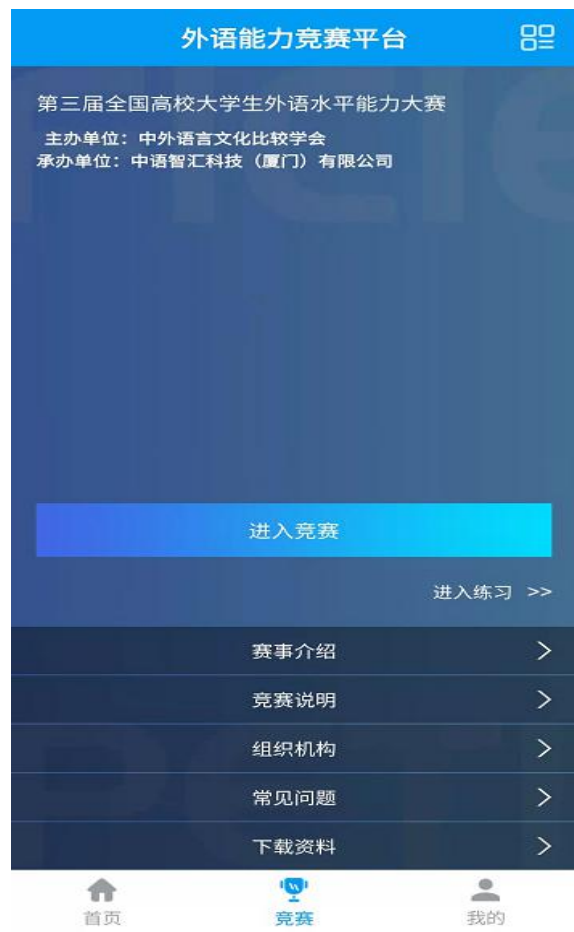 外语能力竞赛平台
第三届全国高校大学生外语水平能力大赛
主办单位：中外语言文化比较学会
承办单位：中语智汇科技（厦门）有限公司
进入竞赛
进入练习 >>
赛事介绍
竞赛说明
组织机构
常见问题
下载资料
首页 竞赛 我的